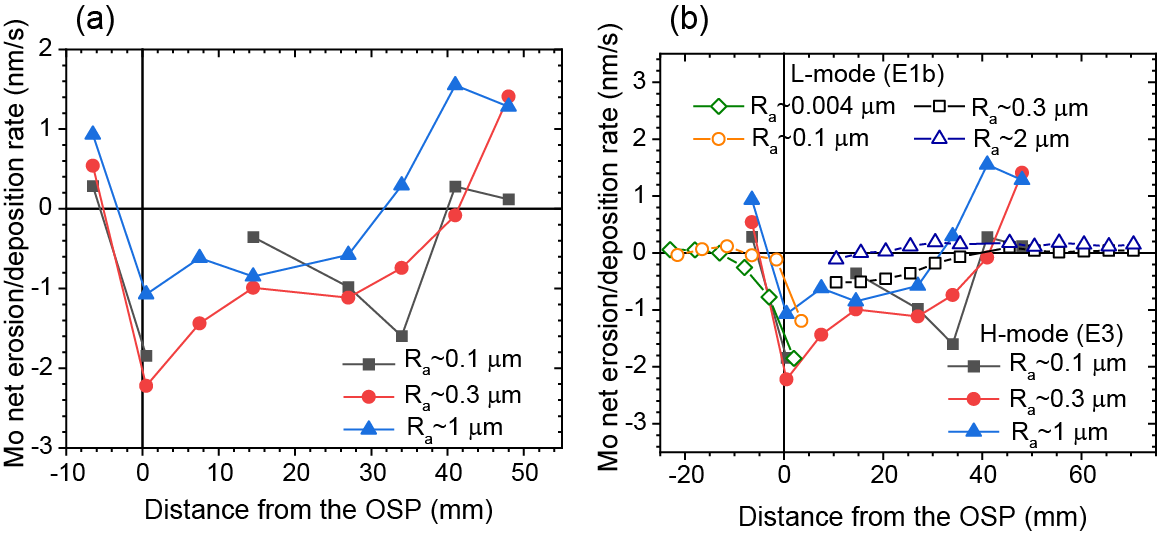 (a)
Mo net erosion/deposition rate (nm/s)
2
1
0
-1
-2
-3
-10
0
10
20
30
40
50
Rₐ~0.1 μm
Rₐ~0.3 μm
Rₐ~1 μm
Distance from the OSP (mm)
(b)
Mo net erosion/deposition rate (nm/s)
3
2
1
0
-1
-2
-3
-20
0
20
40
60
L-mode (E1b)
Rₐ~0.004 μm
Rₐ~0.3 μm
Rₐ~0.1 μm
Rₐ~2 μm
H-mode (E3)
Rₐ~0.1 μm
Rₐ~0.3 μm
Rₐ~1 μm
Distance from the OSP (mm)